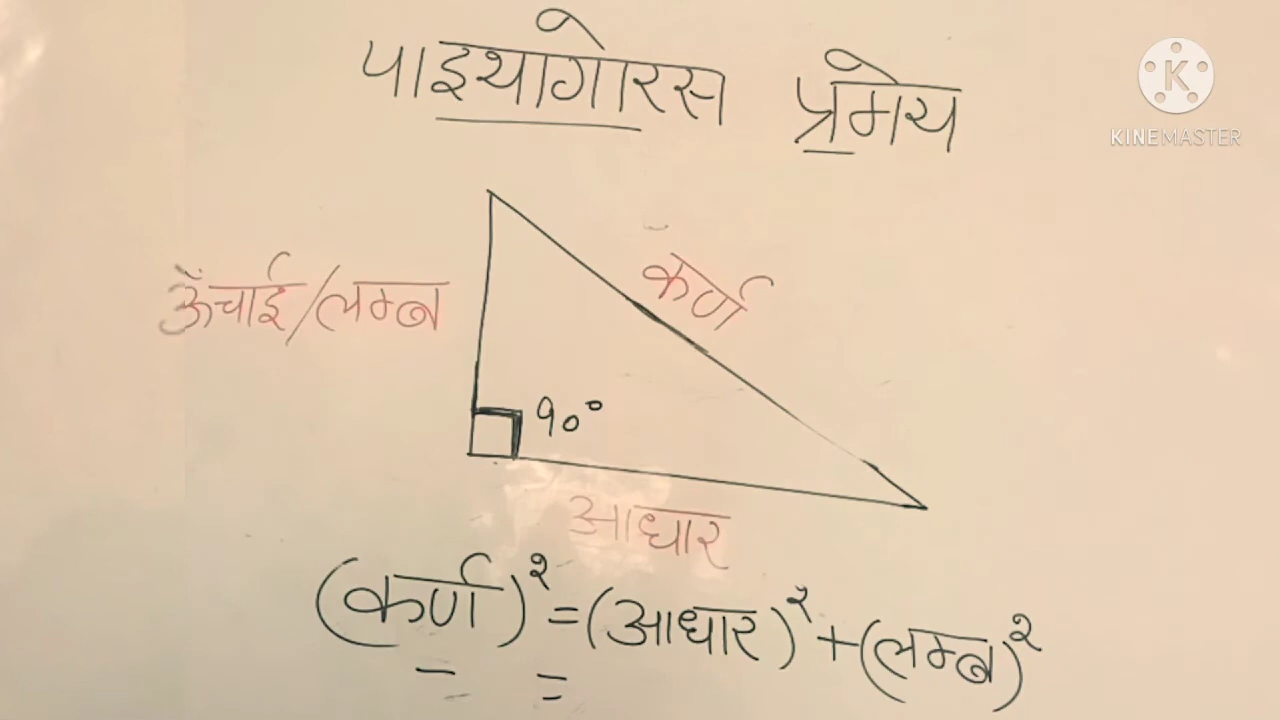 पाइथागोरस प्रमेय
KINEMASTER
ऊँचाई/लम्ब
कर्ण
90°
आधार
(कर्ण)² = (आधार)² + (लम्ब)²